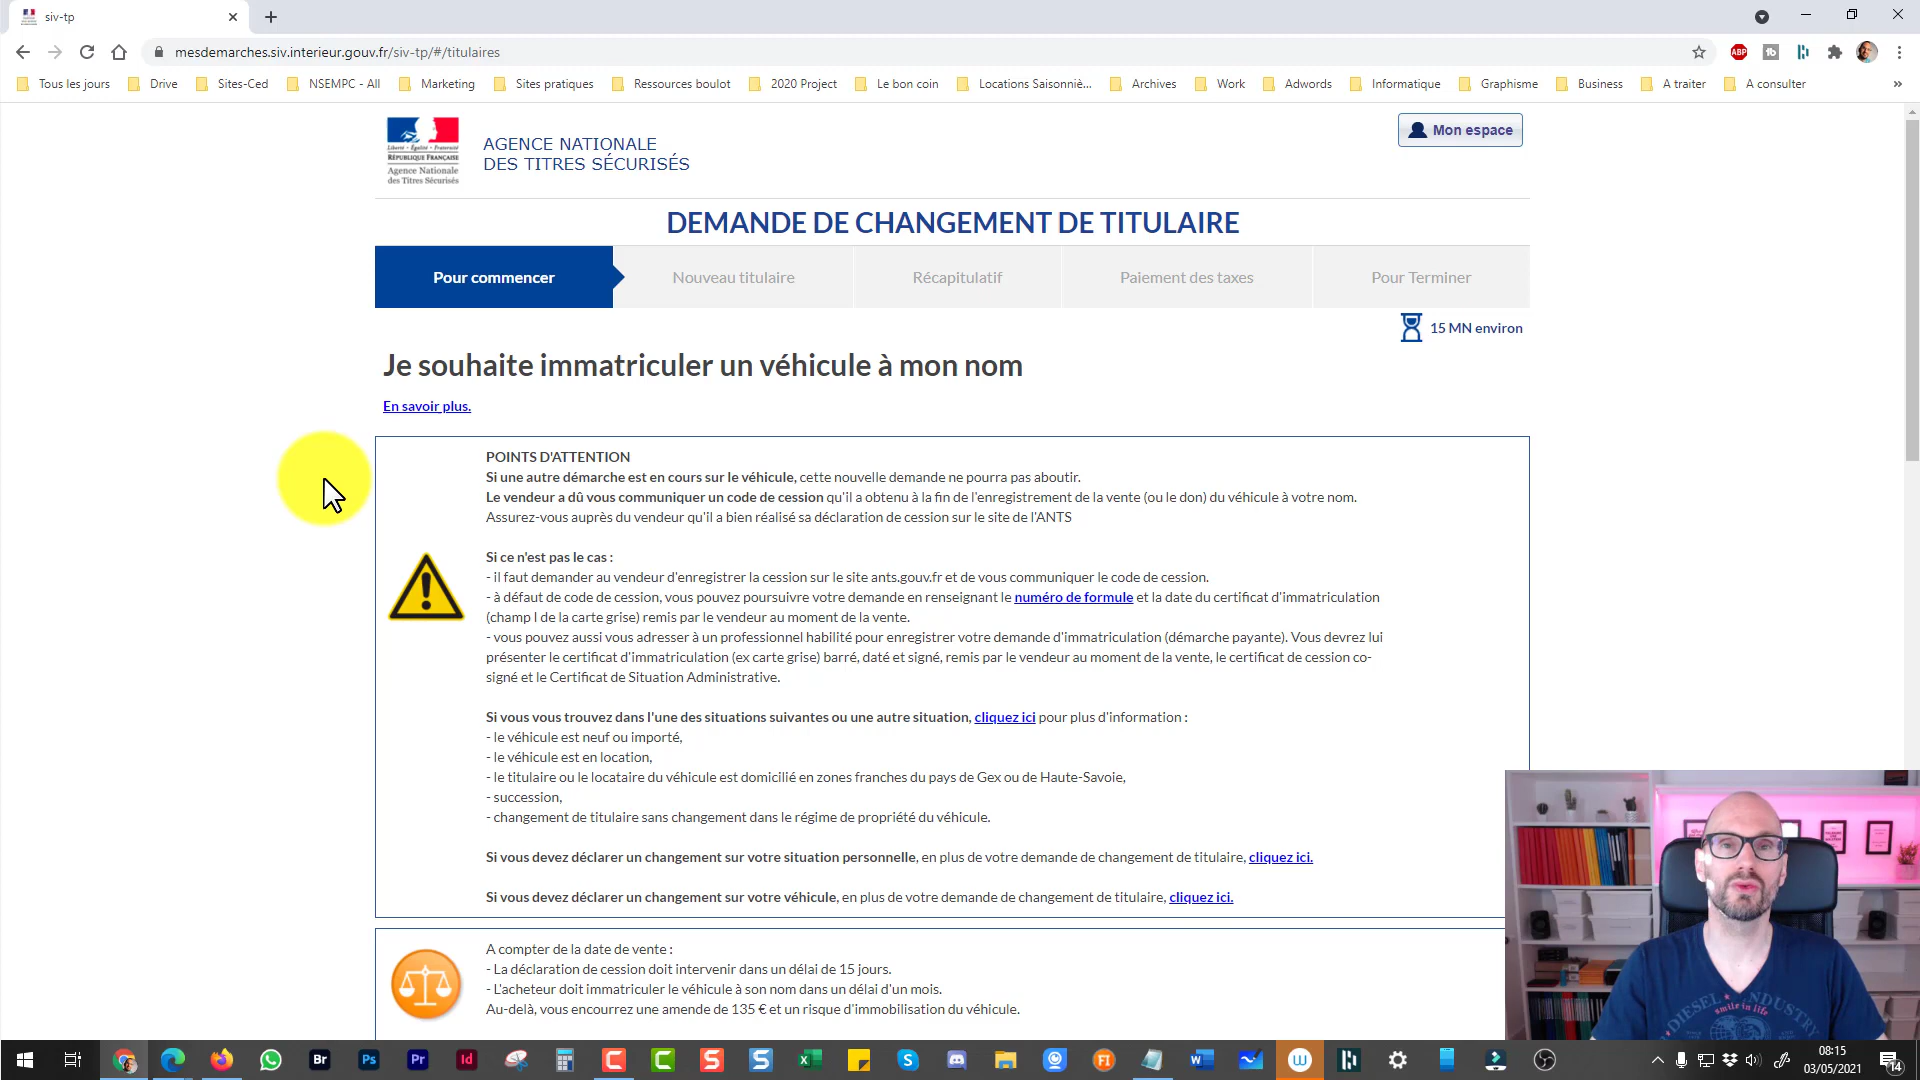 siv-tp
mesdemarches.siv.interieur.gouv.fr/siv-tp/#/titulaires
ABP
Tous les jours
Drive
Sites-Ced
NSEMPC - All
Marketing
Sites pratiques
Ressources boulot
2020 Project
Le bon coin
Locations Saisonniè...
Archives
Work
Adwords
Informatique
Graphisme
Business
A traiter
A consulter
»
Liberté • Égalité • Fraternité
RÉPUBLIQUE FRANÇAISE
Agence Nationale
des Titres Sécurisés
AGENCE NATIONALE
DES TITRES SÉCURISÉS
Mon espace
DEMANDE DE CHANGEMENT DE TITULAIRE
Pour commencer
Nouveau titulaire
Récapitulatif
Paiement des taxes
Pour Terminer
15 MN environ
Je souhaite immatriculer un véhicule à mon nom
En savoir plus.
POINTS D'ATTENTION
Si une autre démarche est en cours sur le véhicule, cette nouvelle demande ne pourra pas aboutir.
Le vendeur a dû vous communiquer un code de cession qu'il a obtenu à la fin de l'enregistrement de la vente (ou le don) du véhicule à votre nom.
Assurez-vous auprès du vendeur qu'il a bien réalisé sa déclaration de cession sur le site de l'ANTS
Si ce n'est pas le cas :
- il faut demander au vendeur d'enregistrer la cession sur le site ants.gouv.fr et de vous communiquer le code de cession.
- à défaut de code de cession, vous pouvez poursuivre votre demande en renseignant le numéro de formule et la date du certificat d'immatriculation
(champ I de la carte grise) remis par le vendeur au moment de la vente.
- vous pouvez aussi vous adresser à un professionnel habilité pour enregistrer votre demande d'immatriculation (démarche payante). Vous devrez lui
présenter le certificat d'immatriculation (ex carte grise) barré, daté et signé, remis par le vendeur au moment de la vente, le certificat de cession co-
signé et le Certificat de Situation Administrative.
Si vous vous trouvez dans l'une des situations suivantes ou une autre situation, cliquez ici pour plus d'information :
- le véhicule est neuf ou importé,
- le véhicule est en location,
- le titulaire ou le locataire du véhicule est domicilié en zones franches du pays de Gex ou de Haute-Savoie,
- succession,
- changement de titulaire sans changement dans le régime de propriété du véhicule.
Si vous devez déclarer un changement sur votre situation personnelle, en plus de votre demande de changement de titulaire, cliquez ici.
Si vous devez déclarer un changement sur votre véhicule, en plus de votre demande de changement de titulaire, cliquez ici.
A compter de la date de vente :
- La déclaration de cession doit intervenir dans un délai de 15 jours.
- L'acheteur doit immatriculer le véhicule à son nom dans un délai d'un mois.
Au-delà, vous encourrez une amende de 135 € et un risque d'immobilisation du véhicule.
DIESEL INDUSTRY
smile in life
Br
Ps
Pr
Id
08:15
03/05/2021
14